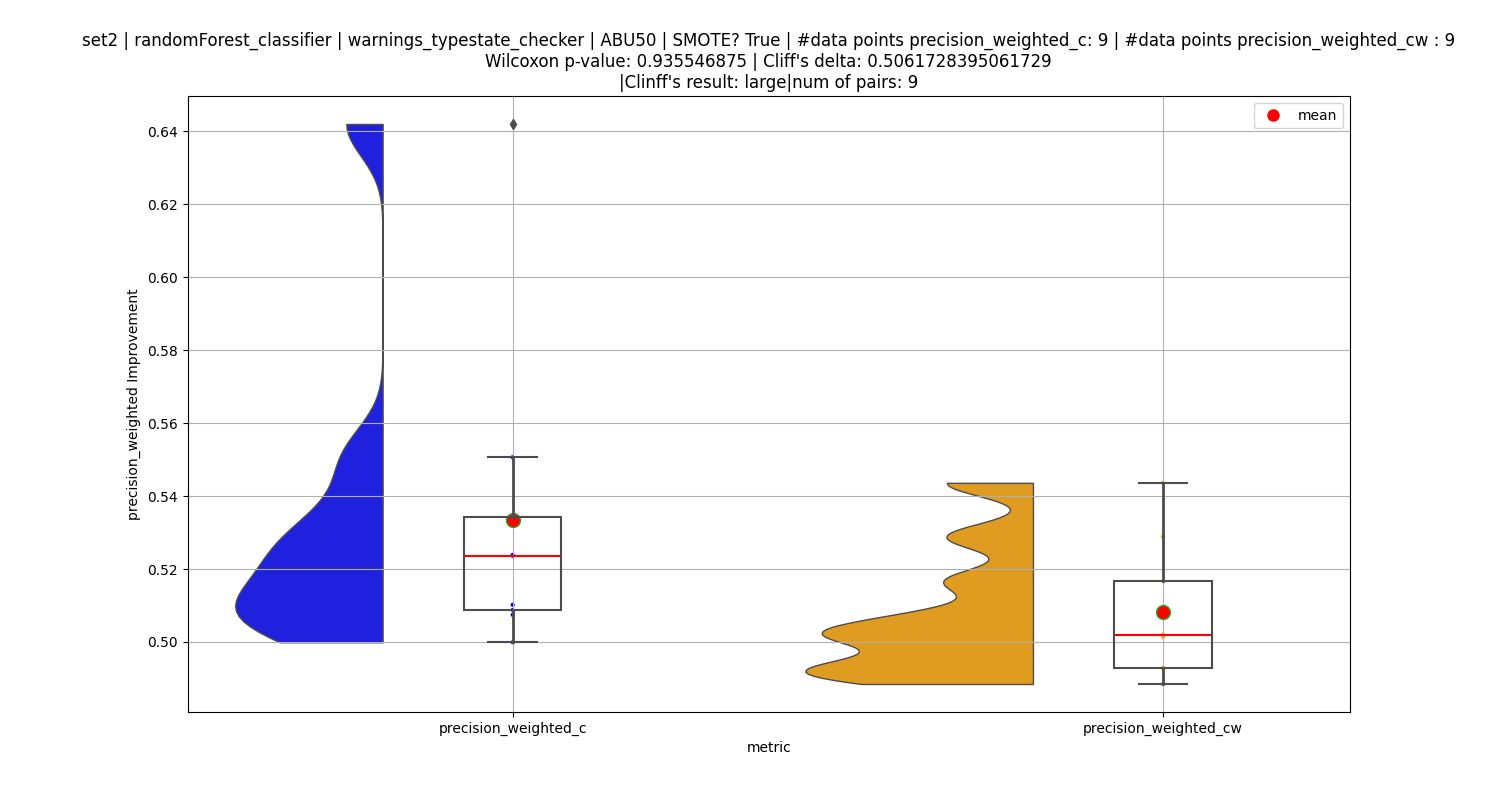 set2 | randomForest_classifier | warnings_typestate_checker | ABU50 | SMOTE? True | #data points precision_weighted_c: 9 | #data points precision_weighted_cw : 9
Wilcoxon p-value: 0.935546875 | Cliff's delta: 0.5061728395061729
|Clinff's result: large|num of pairs: 9
mean
0.64
0.62
0.60
0.58
0.56
0.54
0.52
0.50
precision_weighted Improvement
precision_weighted_c
precision_weighted_cw
metric